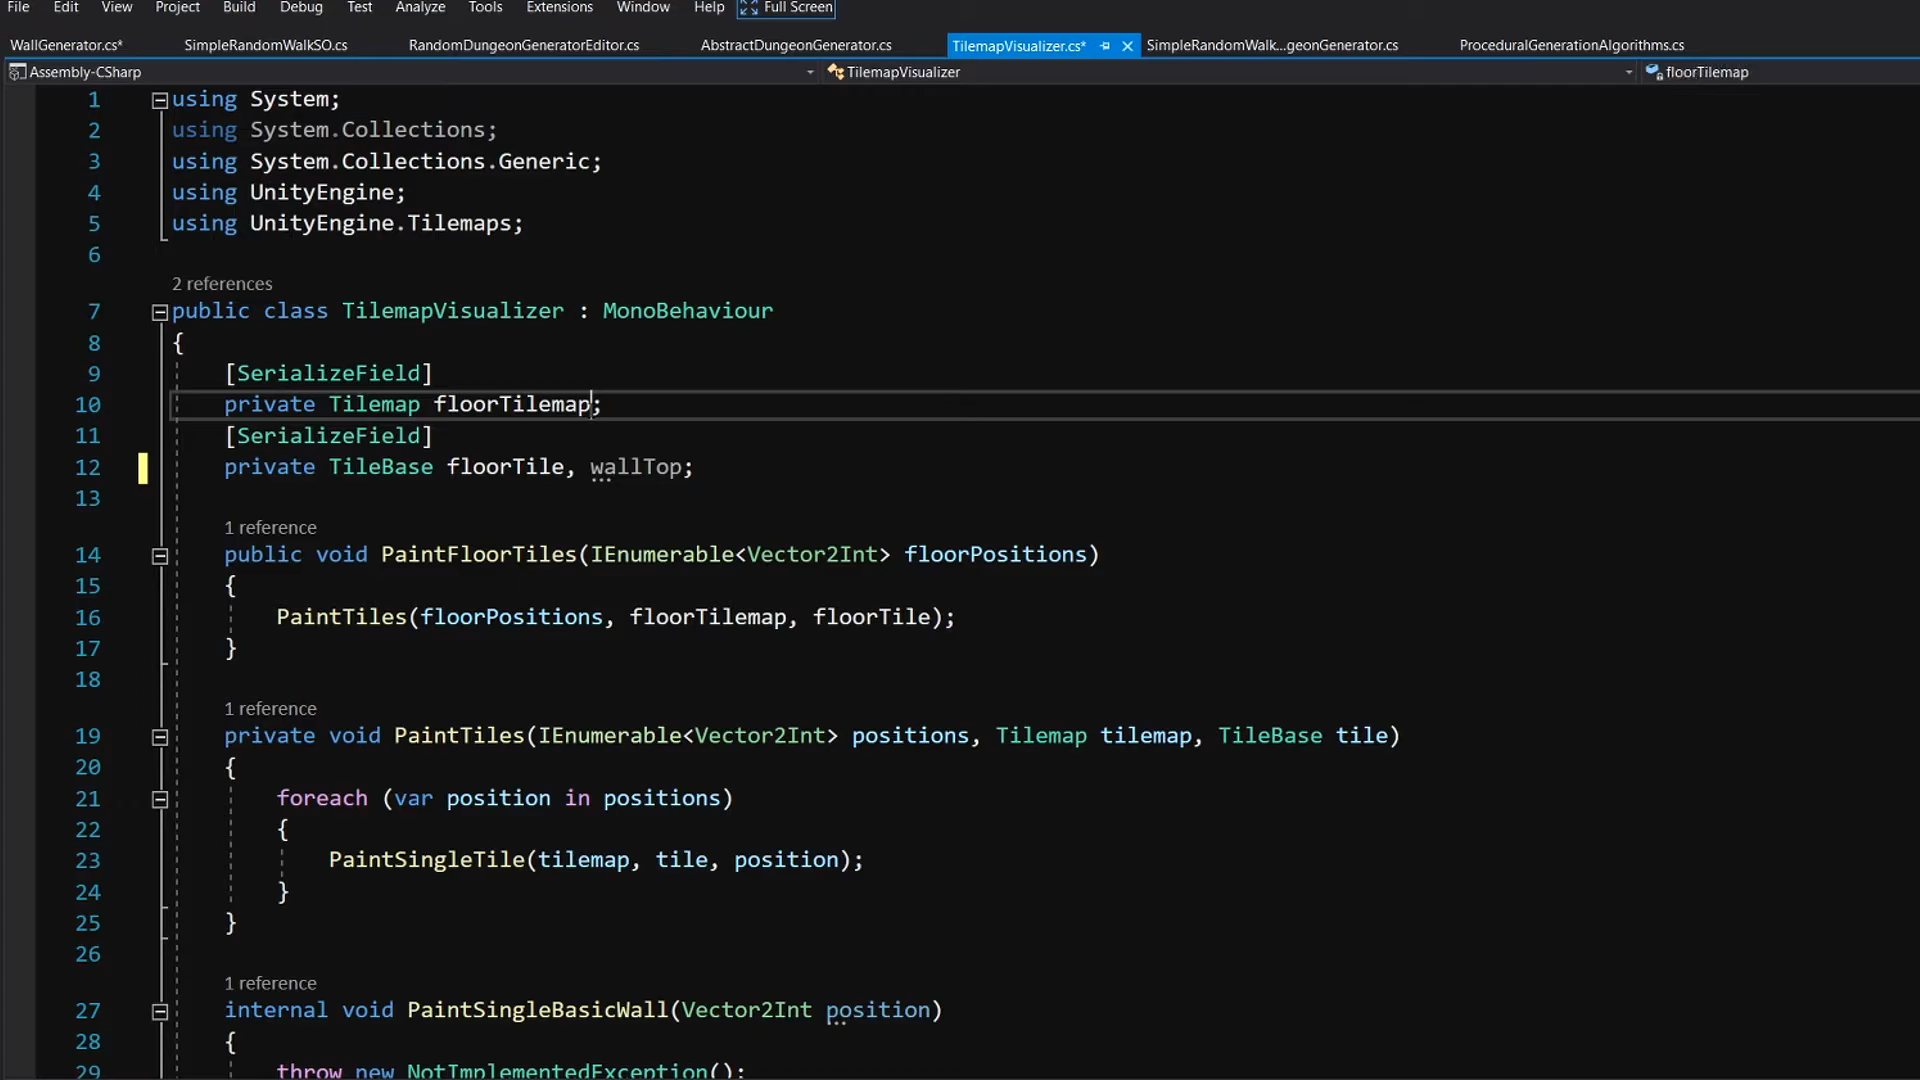 File Edit View Project Build Debug Test Analyze Tools Extensions Window Help Full Screen
WallGenerator.cs* SimpleRandomWalkSO.cs RandomDungeonGeneratorEditor.cs AbstractDungeonGenerator.cs TilemapVisualizer.cs* SimpleRandomWalk...geonGenerator.cs ProceduralGenerationAlgorithms.cs
Assembly-CSharp TilemapVisualizer floorTilemap
1 using System;
2 using System.Collections;
3 using System.Collections.Generic;
4 using UnityEngine;
5 using UnityEngine.Tilemaps;
6
2 references
7 public class TilemapVisualizer : MonoBehaviour
8 {
9 [SerializeField]
10 private Tilemap floorTilemap;
11 [SerializeField]
12 private TileBase floorTile, wallTop;
13
1 reference
14 public void PaintFloorTiles(IEnumerable<Vector2Int> floorPositions)
15 {
16 PaintTiles(floorPositions, floorTilemap, floorTile);
17 }
18
1 reference
19 private void PaintTiles(IEnumerable<Vector2Int> positions, Tilemap tilemap, TileBase tile)
20 {
21 foreach (var position in positions)
22 {
23 PaintSingleTile(tilemap, tile, position);
24 }
25 }
26
1 reference
27 internal void PaintSingleBasicWall(Vector2Int position)
28 {
29 throw new NotImplementedException();